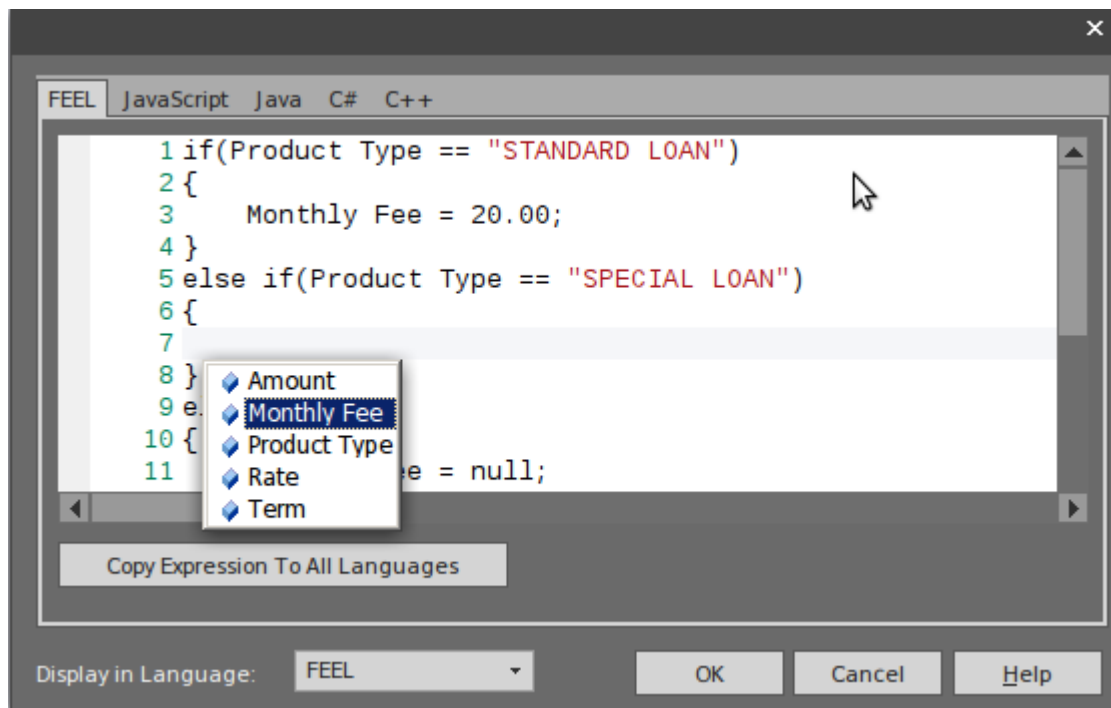 ×
FEEL JavaScript Java C# C++
1 if(Product Type == "STANDARD LOAN")
2 {
3 Monthly Fee = 20.00;
4 }
5 else if(Product Type == "SPECIAL LOAN")
6 {
7
8 }
9 e
10 {
11 e = null;
Amount
Monthly Fee
Product Type
Rate
Term
Copy Expression To All Languages
Display in Language: FEEL OK Cancel Help